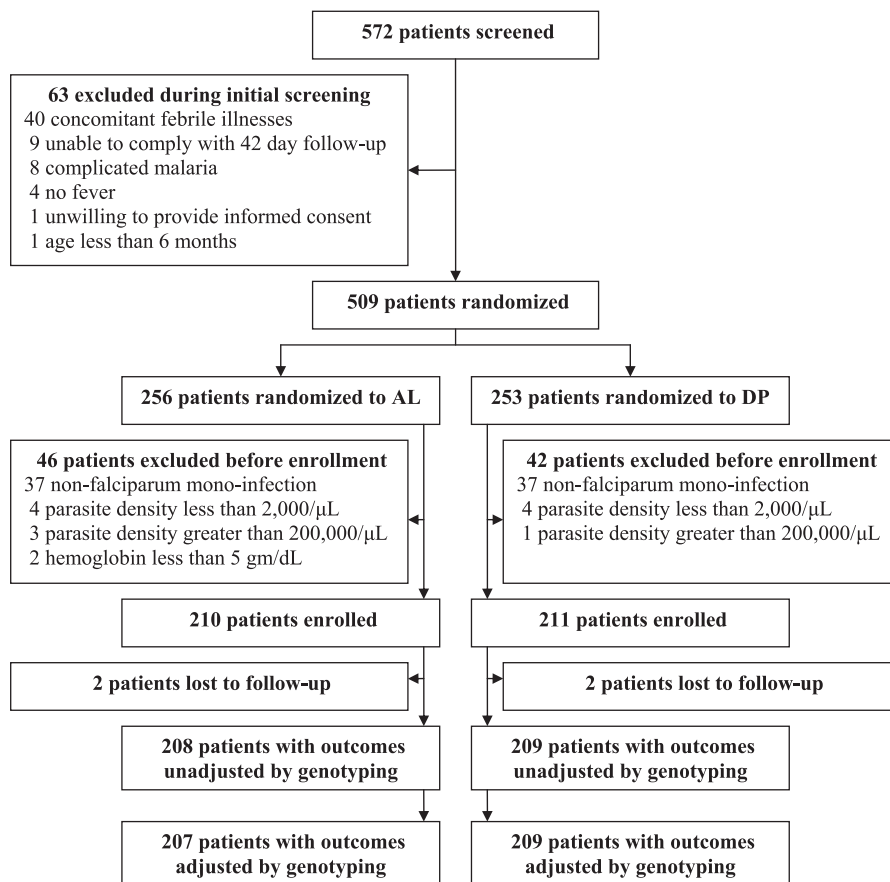 572 patients screened
63 excluded during initial screening
40 concomitant febrile illnesses
9 unable to comply with 42 day follow-up
8 complicated malaria
4 no fever
1 unwilling to provide informed consent
1 age less than 6 months
509 patients randomized
256 patients randomized to AL
253 patients randomized to DP
46 patients excluded before enrollment
37 non-falciparum mono-infection
4 parasite density less than 2,000/μL
3 parasite density greater than 200,000/μL
2 hemoglobin less than 5 gm/dL
42 patients excluded before enrollment
37 non-falciparum mono-infection
4 parasite density less than 2,000/μL
1 parasite density greater than 200,000/μL
210 patients enrolled
211 patients enrolled
2 patients lost to follow-up
2 patients lost to follow-up
208 patients with outcomes
unadjusted by genotyping
209 patients with outcomes
unadjusted by genotyping
207 patients with outcomes
adjusted by genotyping
209 patients with outcomes
adjusted by genotyping